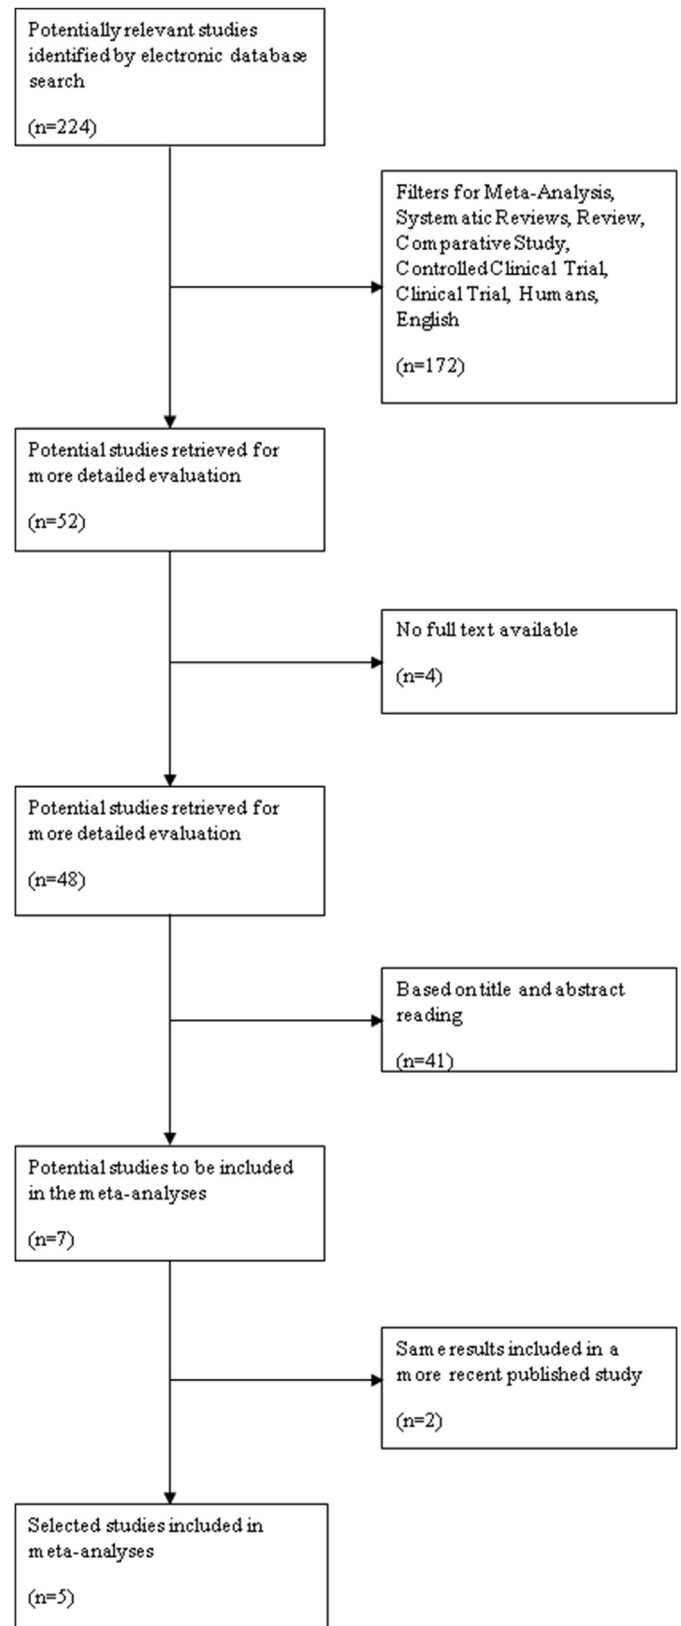 Potentially relevant studies
identified by electronic database
search
(n=224)
Filters for Meta-Analysis,
Systematic Reviews, Review,
Comparative Study,
Controlled Clinical Trial,
Clinical Trial, Humans,
English
(n=172)
Potential studies retrieved for
more detailed evaluation
(n=52)
No full text available
(n=4)
Potential studies retrieved for
more detailed evaluation
(n=48)
Based on title and abstract
reading
(n=41)
Potential studies to be included
in the meta-analyses
(n=7)
Same results included in a
more recent published study
(n=2)
Selected studies included in
meta-analyses
(n=5)